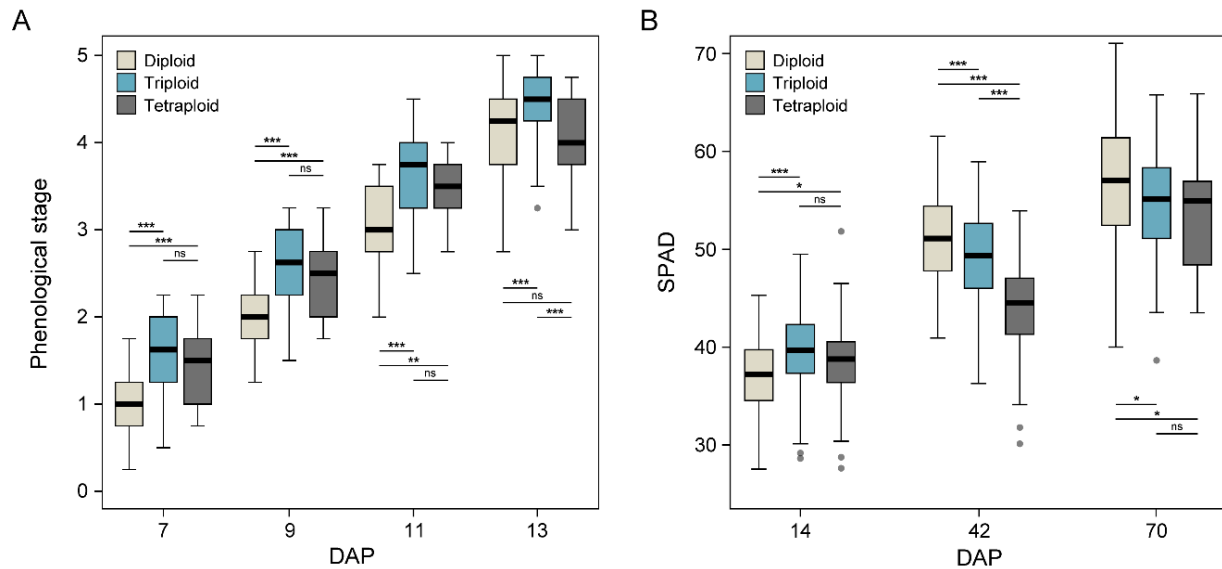 A
Phenological stage
5
4
3
2
1
0
Diploid
Triploid
Tetraploid
***
***
ns
***
***
ns
***
**
ns
***
ns
***
7 9 11 13
DAP
B
SPAD
70
60
50
40
30
Diploid
Triploid
Tetraploid
***
*
ns
***
***
***
*
*
ns
14 42 70
DAP